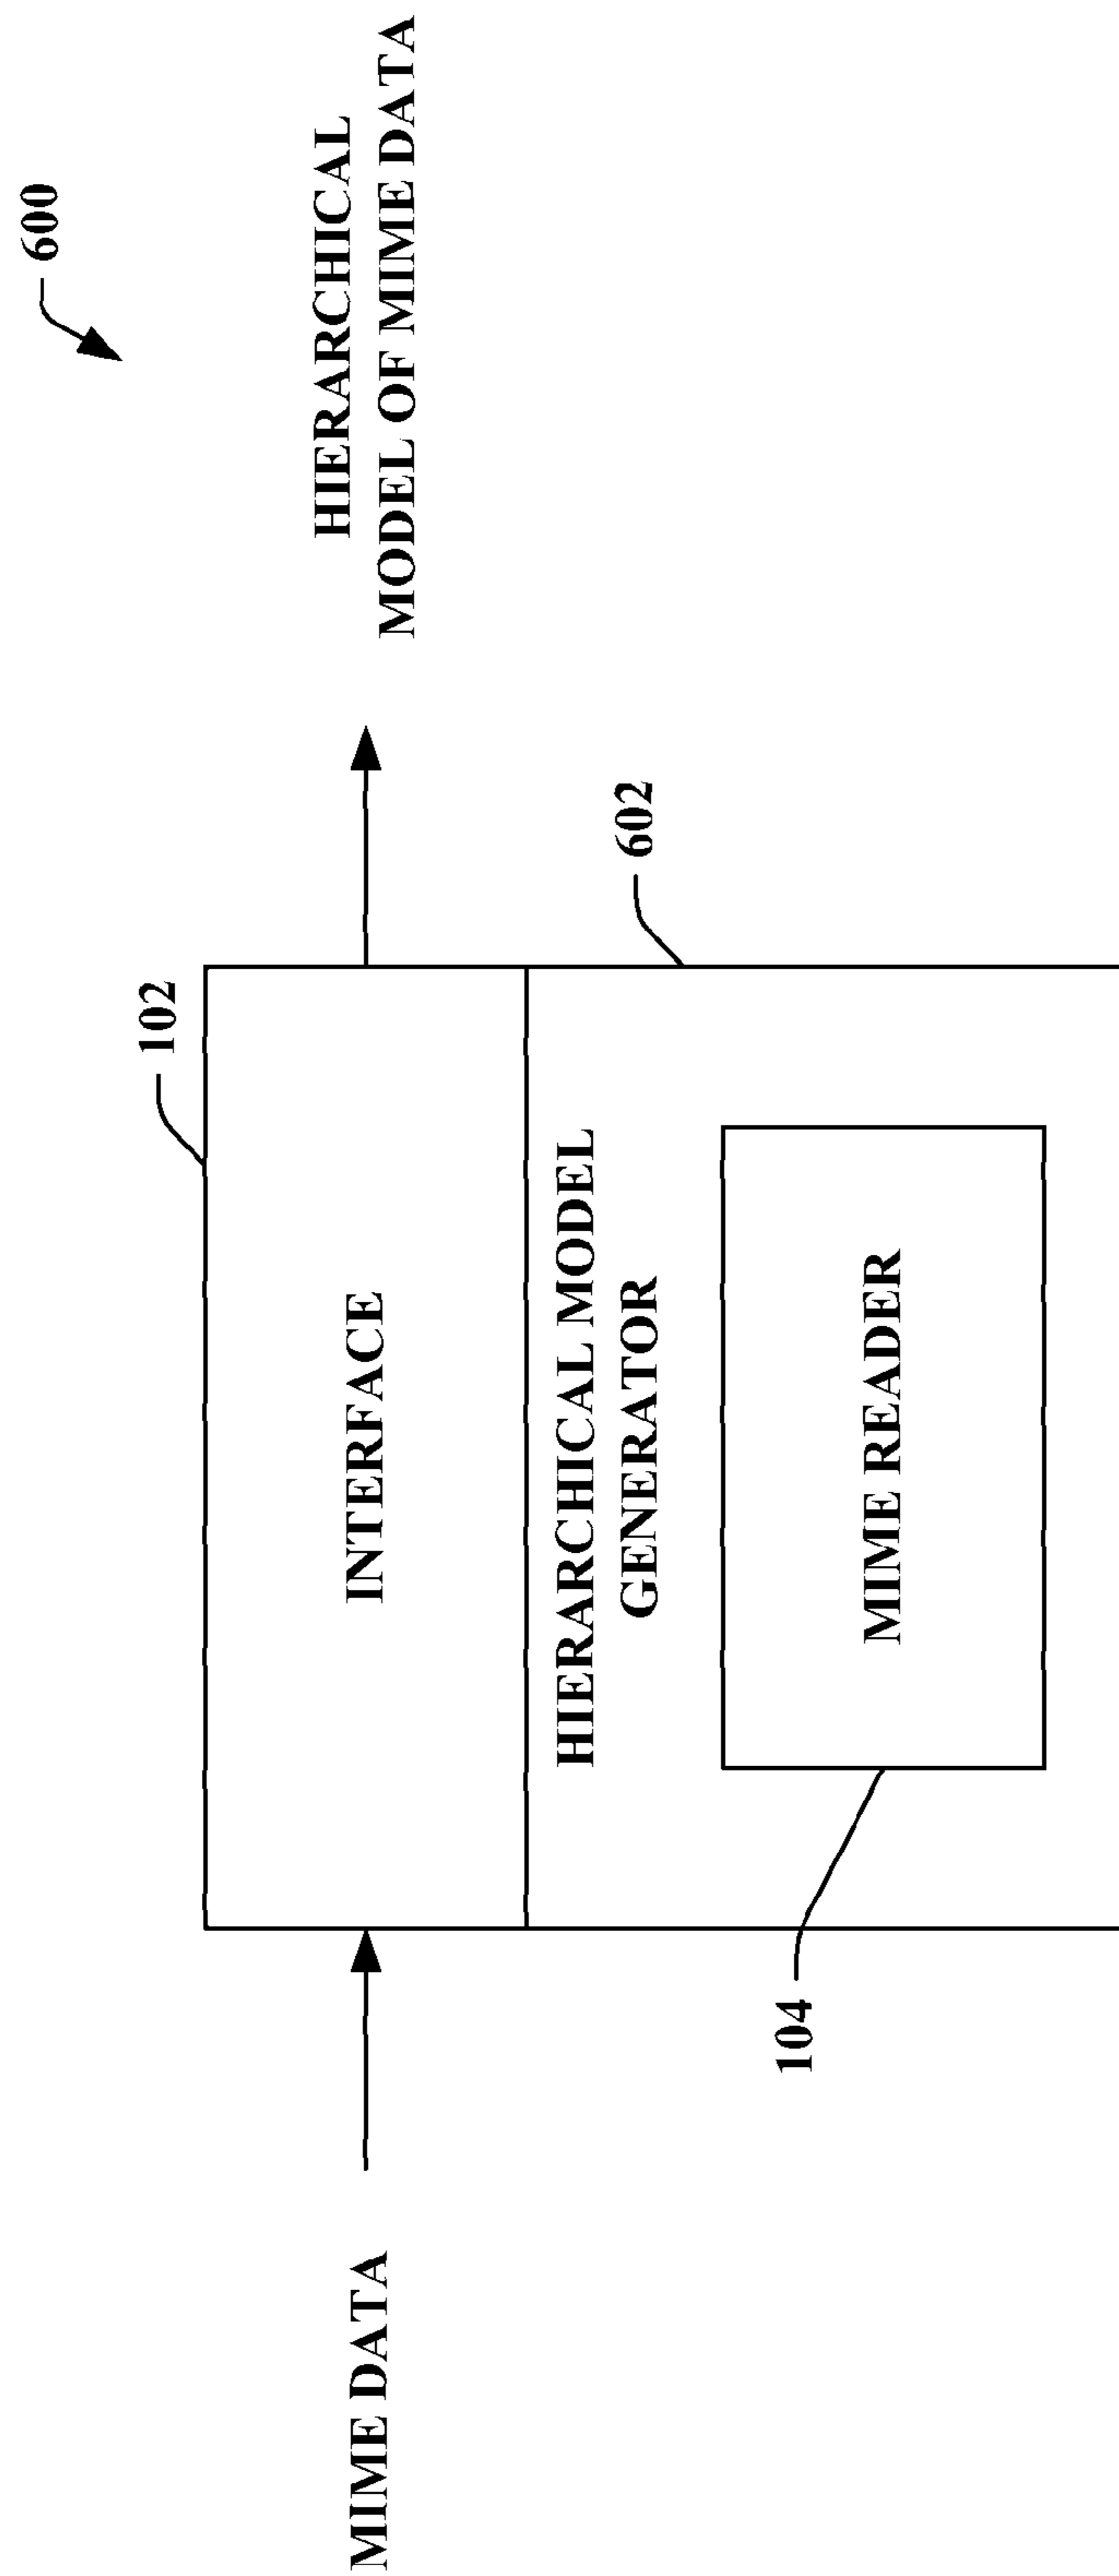 600
HIERARCHICAL
MODEL OF MIME DATA
102
INTERFACE
MIME DATA
602
HIERARCHICAL MODEL
GENERATOR
MIME READER
104